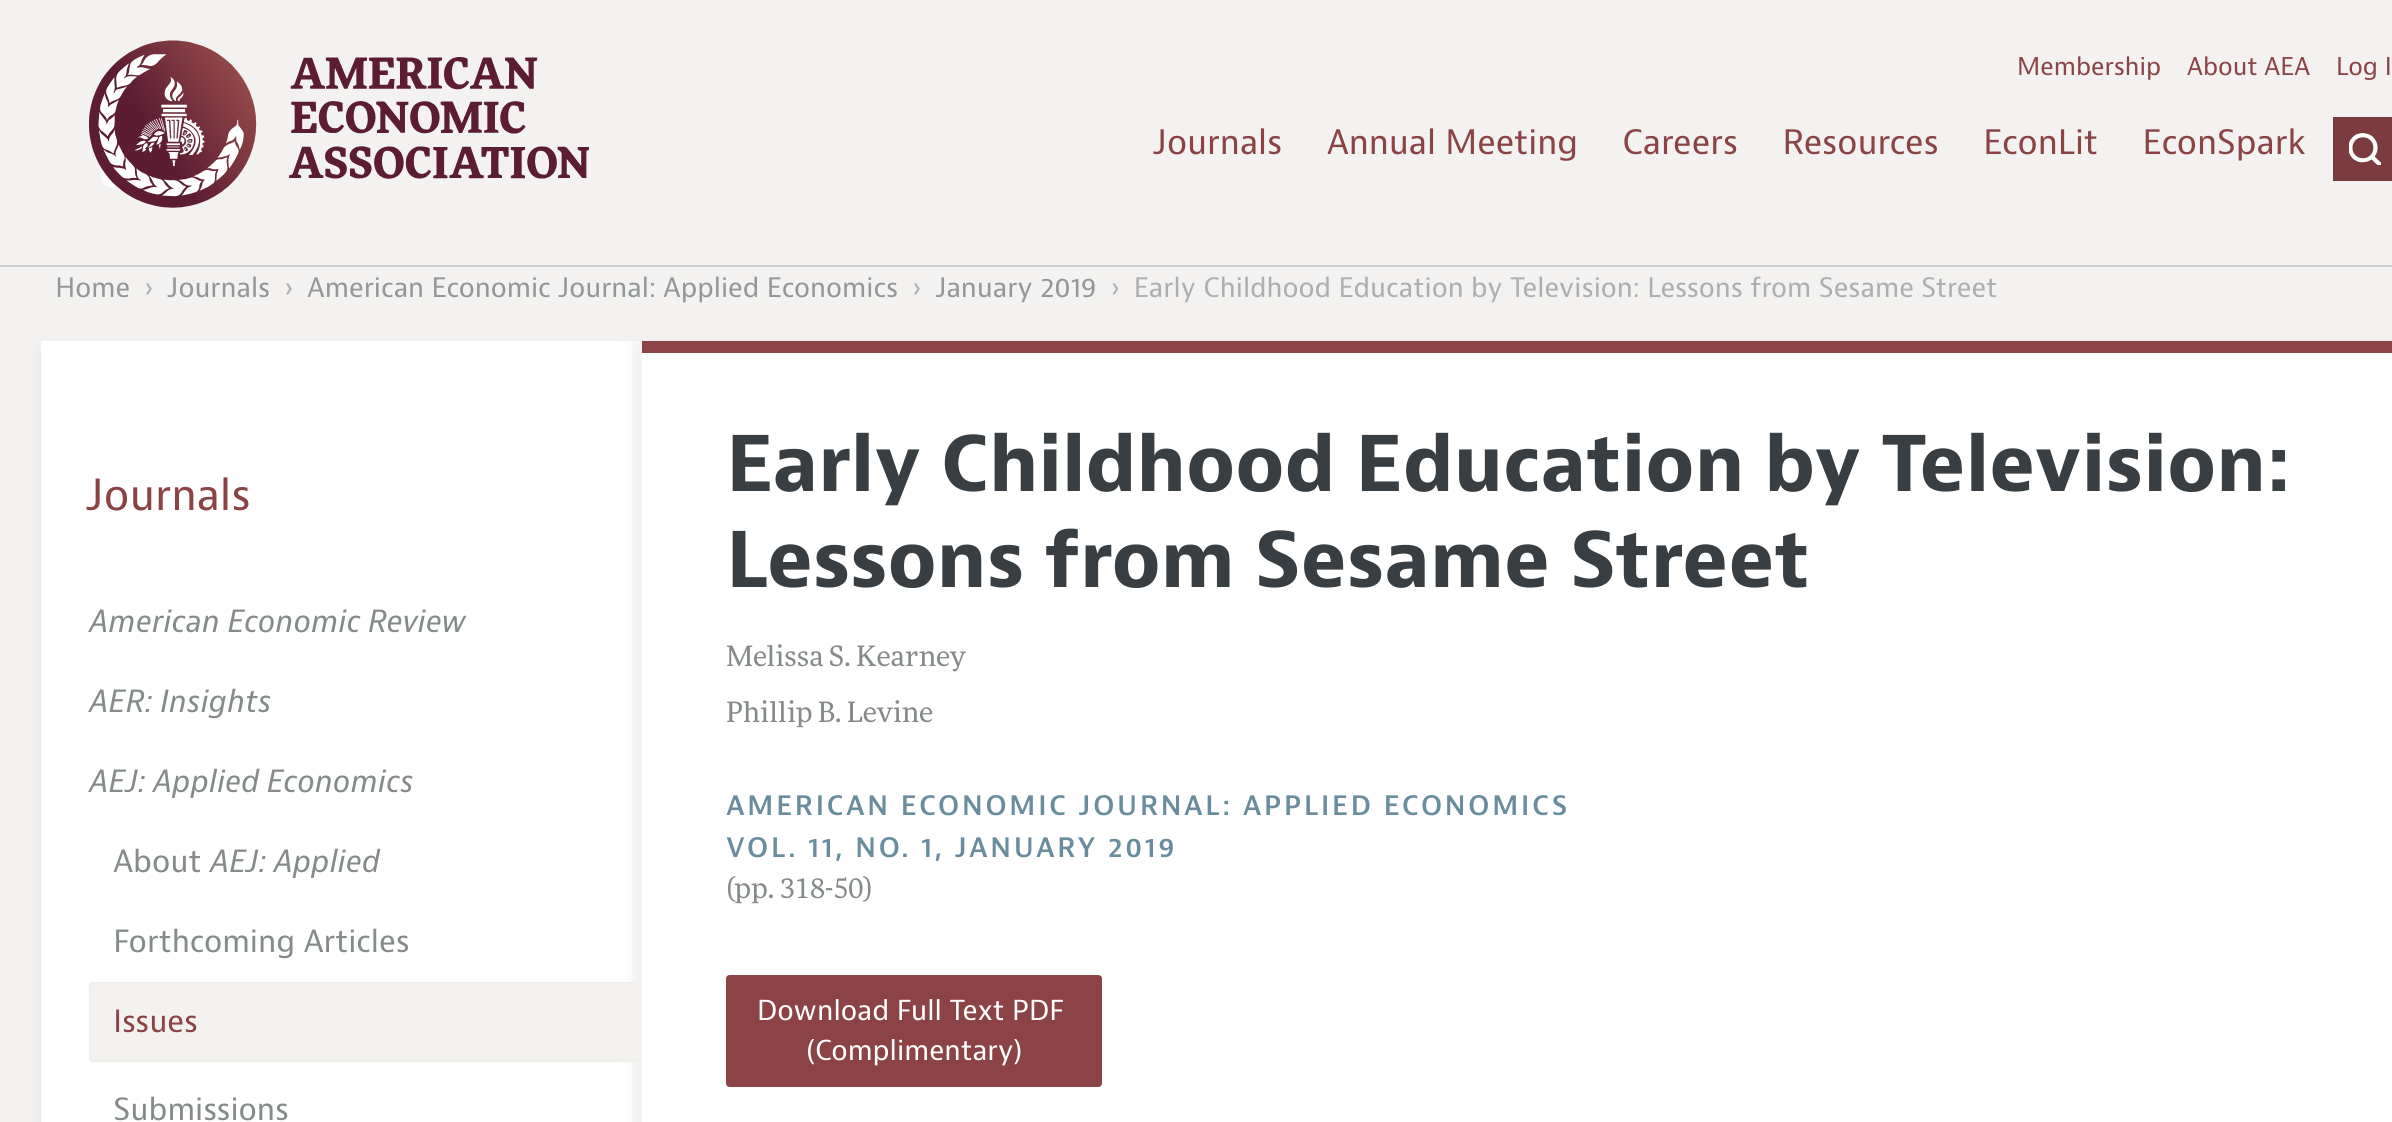 AMERICAN
ECONOMIC
ASSOCIATION
Membership About AEA Log I
Journals Annual Meeting Careers Resources EconLit EconSpark
Home › Journals › American Economic Journal: Applied Economics › January 2019 › Early Childhood Education by Television: Lessons from Sesame Street
Journals
American Economic Review
AER: Insights
AEJ: Applied Economics
About AEJ: Applied
Forthcoming Articles
Issues
Submissions
Early Childhood Education by Television:
Lessons from Sesame Street
Melissa S. Kearney
Phillip B. Levine
AMERICAN ECONOMIC JOURNAL: APPLIED ECONOMICS
VOL. 11, NO. 1, JANUARY 2019
(pp. 318-50)
Download Full Text PDF
(Complimentary)